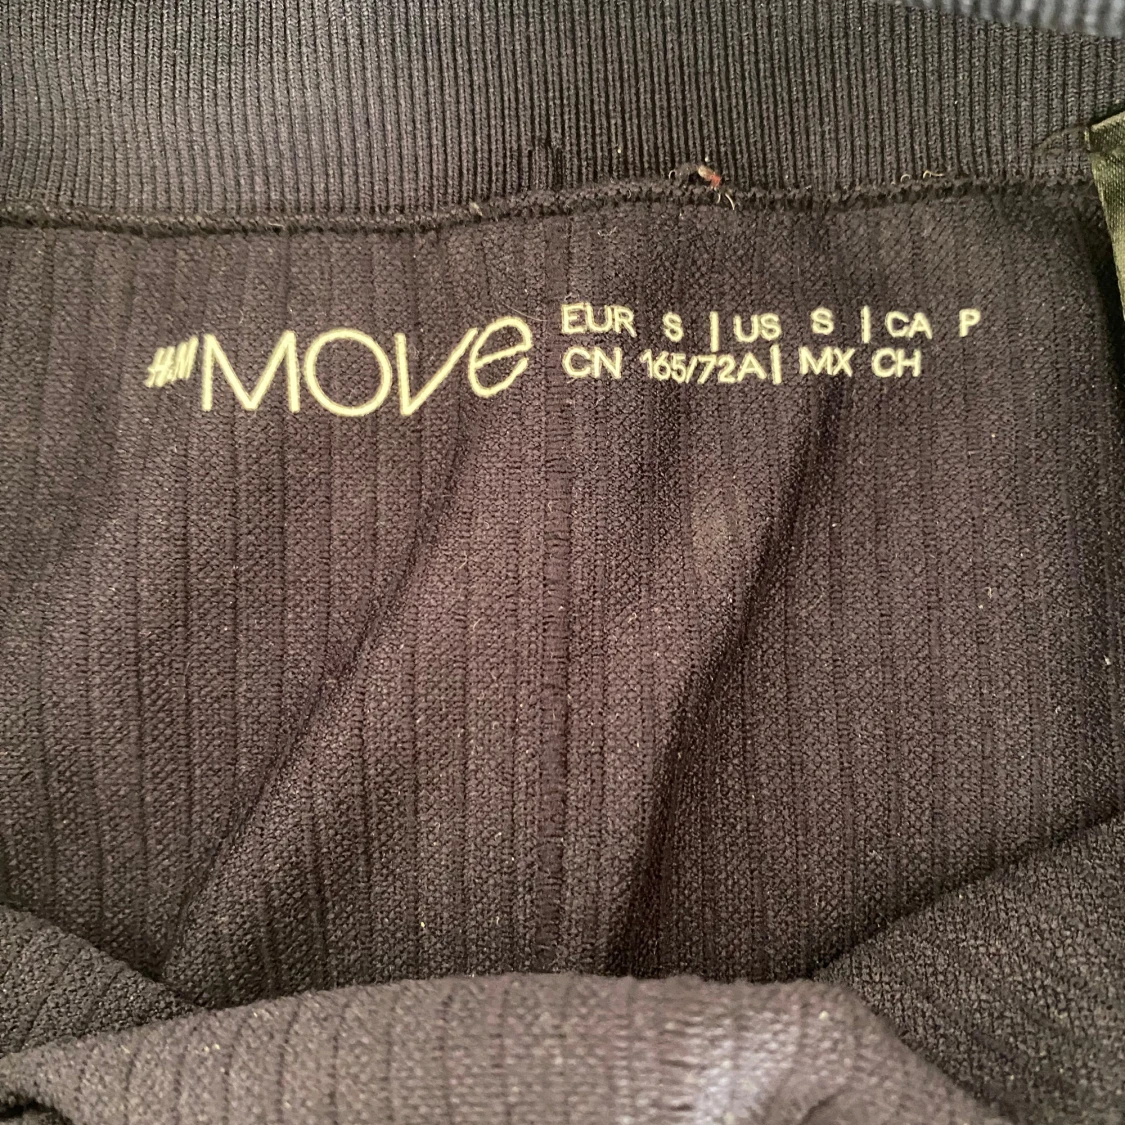 H&M MOVE
EUR S | US S | CA P
CN 165/72A | MX CH